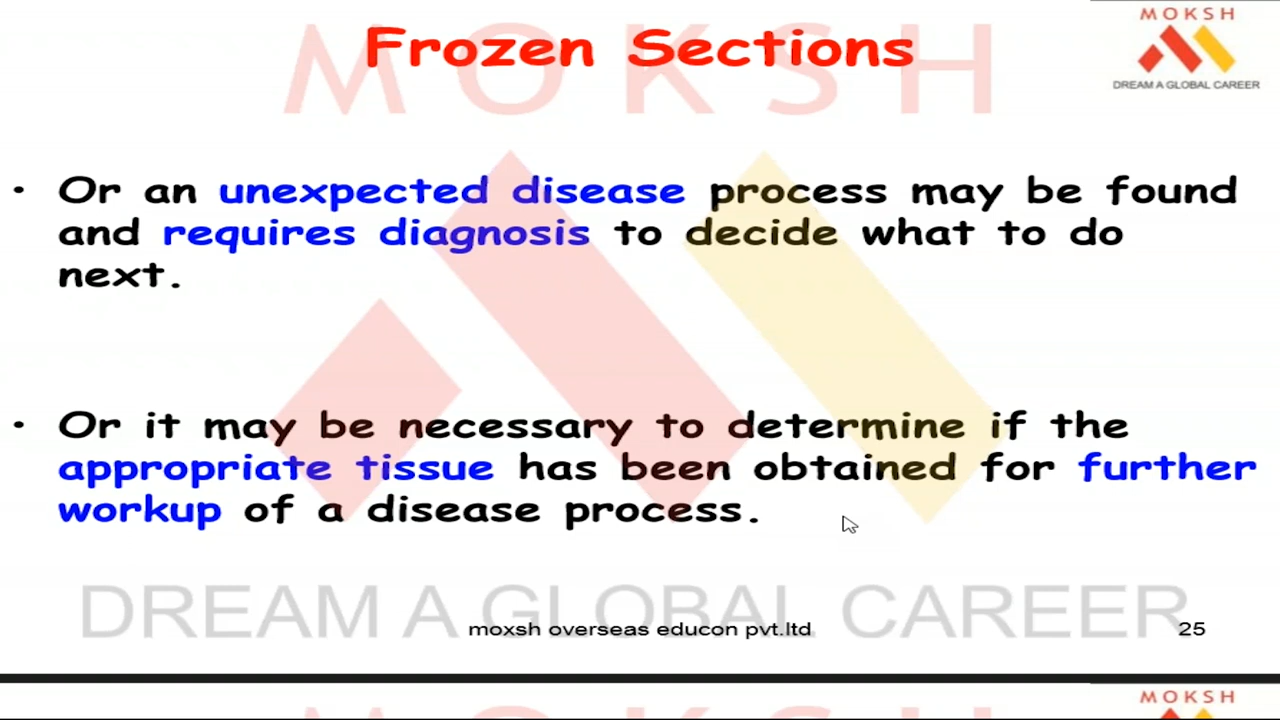 MOKSH
Frozen Sections
MOKSH
DREAM A GLOBAL CAREER
• Or an unexpected disease process may be found
and requires diagnosis to decide what to do
next.
• Or it may be necessary to determine if the
appropriate tissue has been obtained for further
workup of a disease process.
DREAM A GLOBAL CAREER
moxsh overseas educon pvt.ltd
25
MOKSH